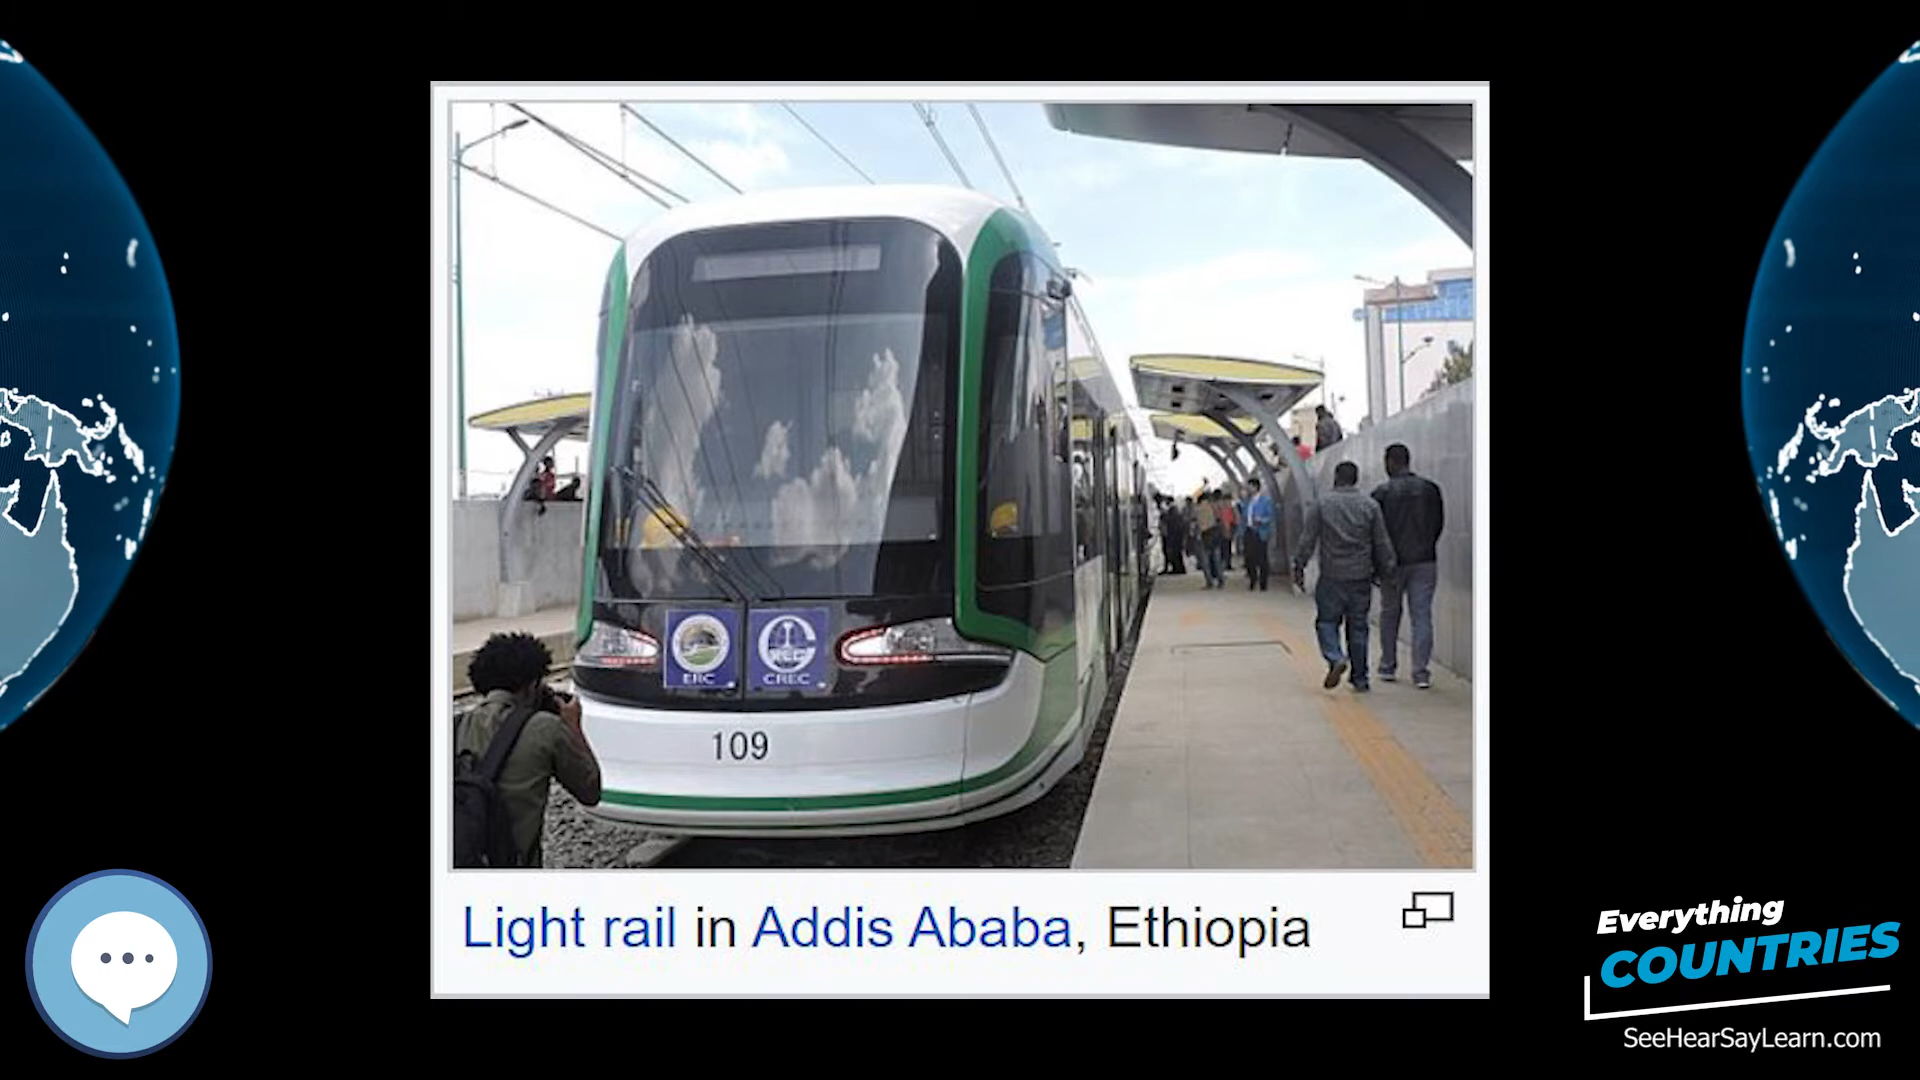 ERC
CREC
109
Light rail in Addis Ababa, Ethiopia
Everything
COUNTRIES
SeeHearSayLearn.com